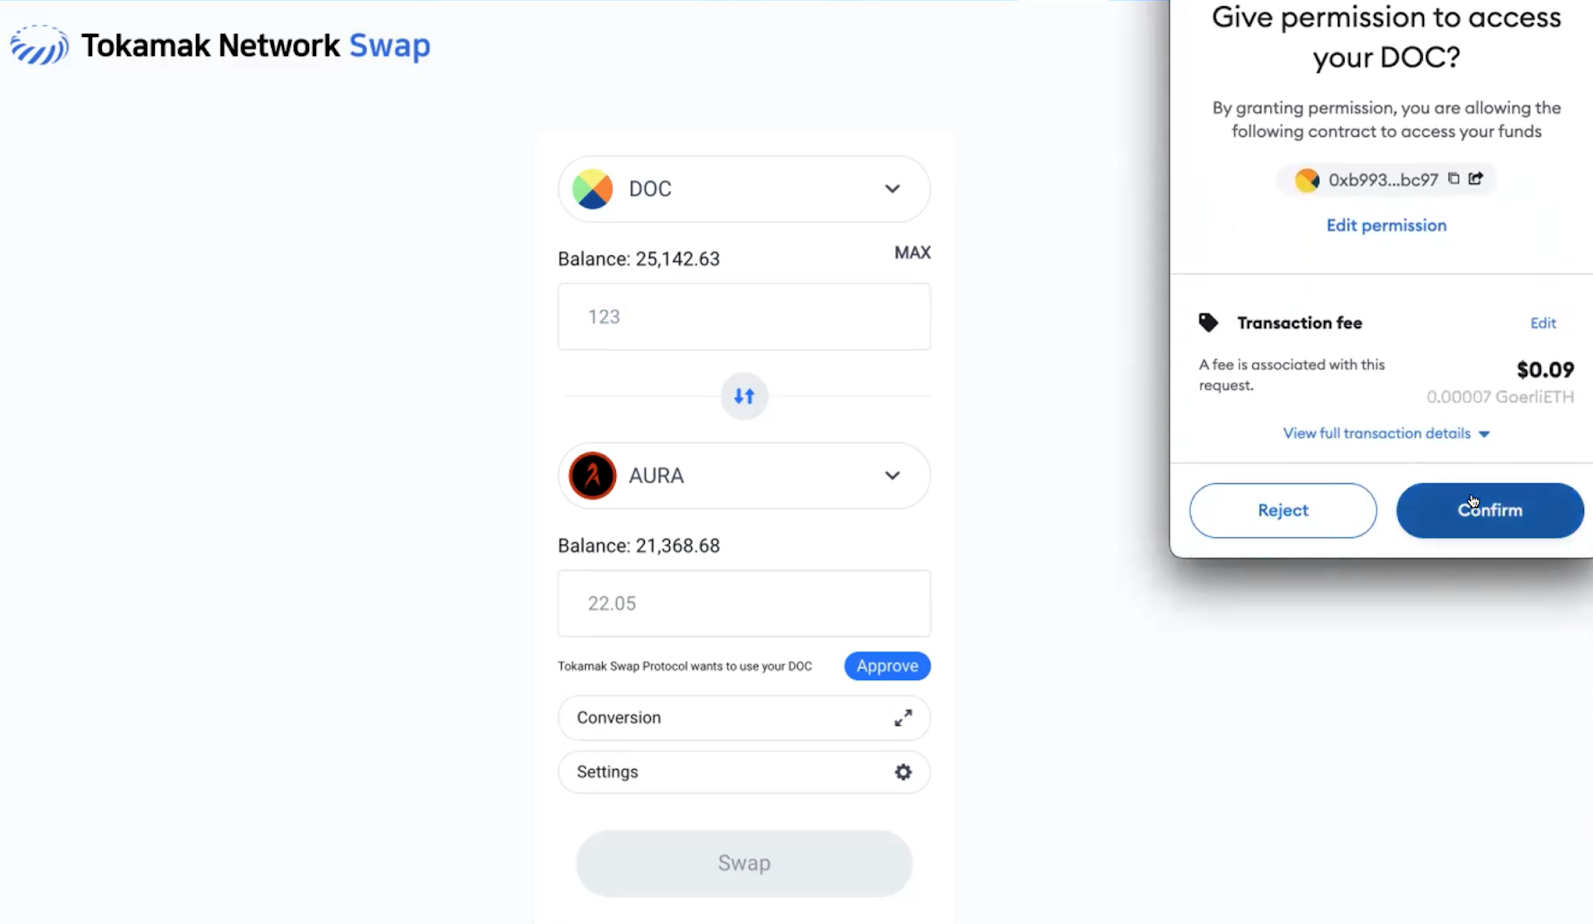 Tokamak Network Swap
DOC
Balance: 25,142.63
MAX
123
AURA
Balance: 21,368.68
22.05
Tokamak Swap Protocol wants to use your DOC
Approve
Conversion
Settings
Swap
Give permission to access
your DOC?
By granting permission, you are allowing the
following contract to access your funds
0xb993...bc97
Edit permission
Transaction fee
Edit
A fee is associated with this
request.
$0.09
0.00007 GoerliETH
View full transaction details
Reject
Confirm